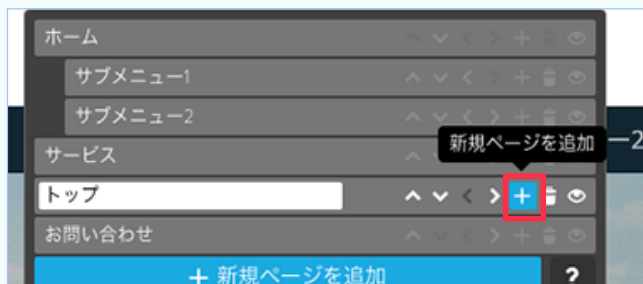 ホーム
サブメニュー1
サブメニュー2
サービス
新規ページを追加
ー2
トップ
お問い合わせ
+ 新規ページを追加
?